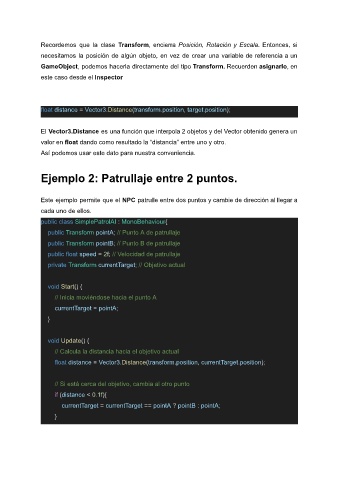 Recordemos que la clase Transform, encierra Posición, Rotación y Escala. Entonces, si
necesitamos la posición de algún objeto, en vez de crear una variable de referencia a un
GameObject, podemos hacerla directamente del tipo Transform. Recuerden asignarlo, en
este caso desde el Inspector
float distance = Vector3.Distance(transform.position, target.position);
El Vector3.Distance es una función que interpola 2 objetos y del Vector obtenido genera un
valor en float dando como resultado la "distancia" entre uno y otro.
Así podemos usar este dato para nuestra conveniencia.
Ejemplo 2: Patrullaje entre 2 puntos.
Este ejemplo permite que el NPC patrulle entre dos puntos y cambie de dirección al llegar a
cada uno de ellos.
public class SimplePatrolAI : MonoBehaviour{
public Transform pointA; // Punto A de patrullaje
public Transform pointB; // Punto B de patrullaje
public float speed = 2f; // Velocidad de patrullaje
private Transform currentTarget; // Objetivo actual
void Start() {
// Inicia moviéndose hacia el punto A
currentTarget = pointA;
}
void Update() {
// Calcula la distancia hacia el objetivo actual
float distance = Vector3.Distance(transform.position, currentTarget.position);
// Si está cerca del objetivo, cambia al otro punto
if (distance < 0.1f){
currentTarget = currentTarget == pointA ? pointB : pointA;
}